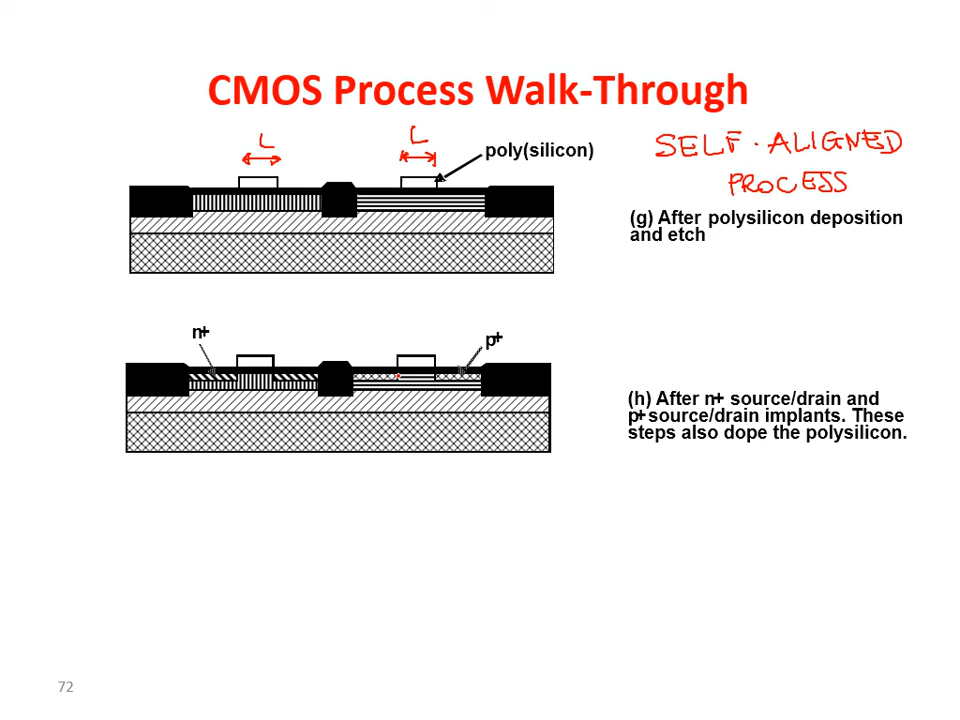 CMOS Process Walk-Through
L
L
poly(silicon)
SELF-ALIGNED
PROCESS
(g) After polysilicon deposition
and etch
n+
p+
(h) After n+ source/drain and
p+source/drain implants. These
steps also dope the polysilicon.
72